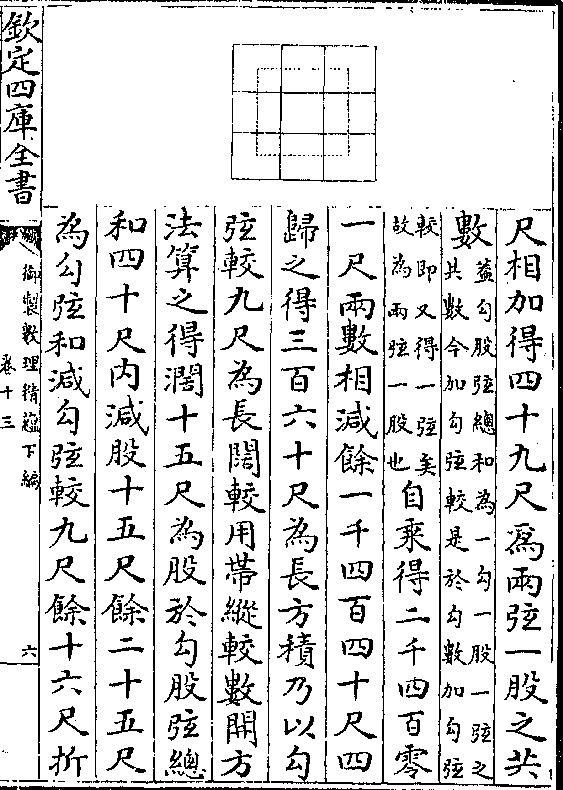 尺相加得四十九尺爲兩弦一股之共
數蓋勾股弦總和為一勾一股一弦之
共數今加勾弦較是於勾數加勾弦
較即又得一弦矣
故為兩弦一股也自乘得二千四百零
一尺兩數相減餘一千四百四十尺四
歸之得三百六十尺為長方積乃以勾
弦較九尺為長闊較用帶縱較數開方
法算之得濶十五尺為股於勾股弦總
和四十尺内減股十五尺餘二十五尺
為勾弦和減勾弦較九尺餘十六尺折
欽定四庫全書
御製數理精藴下編
卷十三
六